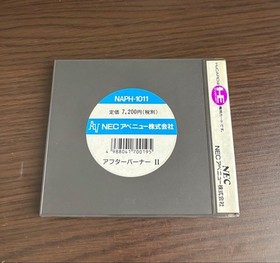 NAPH-1011
定価 7,200円(税別)
NECアベニュー株式会社
4988041700195
アフターバーナー II
HE
NEC
NECアベニュー株式会社